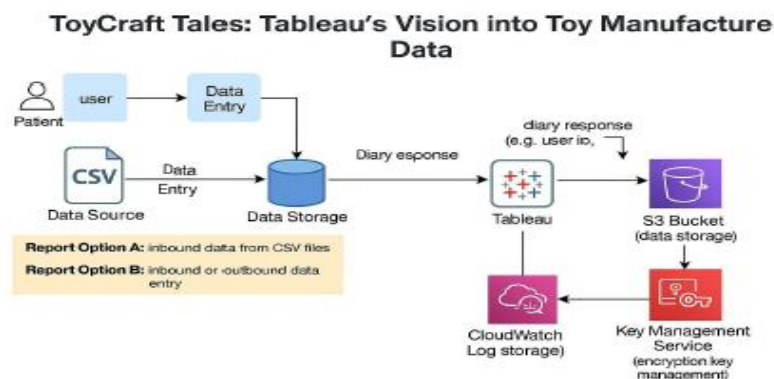 ToyCraft Tales: Tableau's Vision into Toy Manufacture
Data
user
Data
Entry
Patient
diary response
(e.g. user io,
CSV
Data
Entry
Diary esponse
Data Source
Data Storage
Tableau
S3 Bucket
(data storage)
Report Option A: inbound data from CSV files
Report Option B: inbound or outbound data
entry
CloudWatch
Log storage)
Key Management
Service
(encryption key
management)